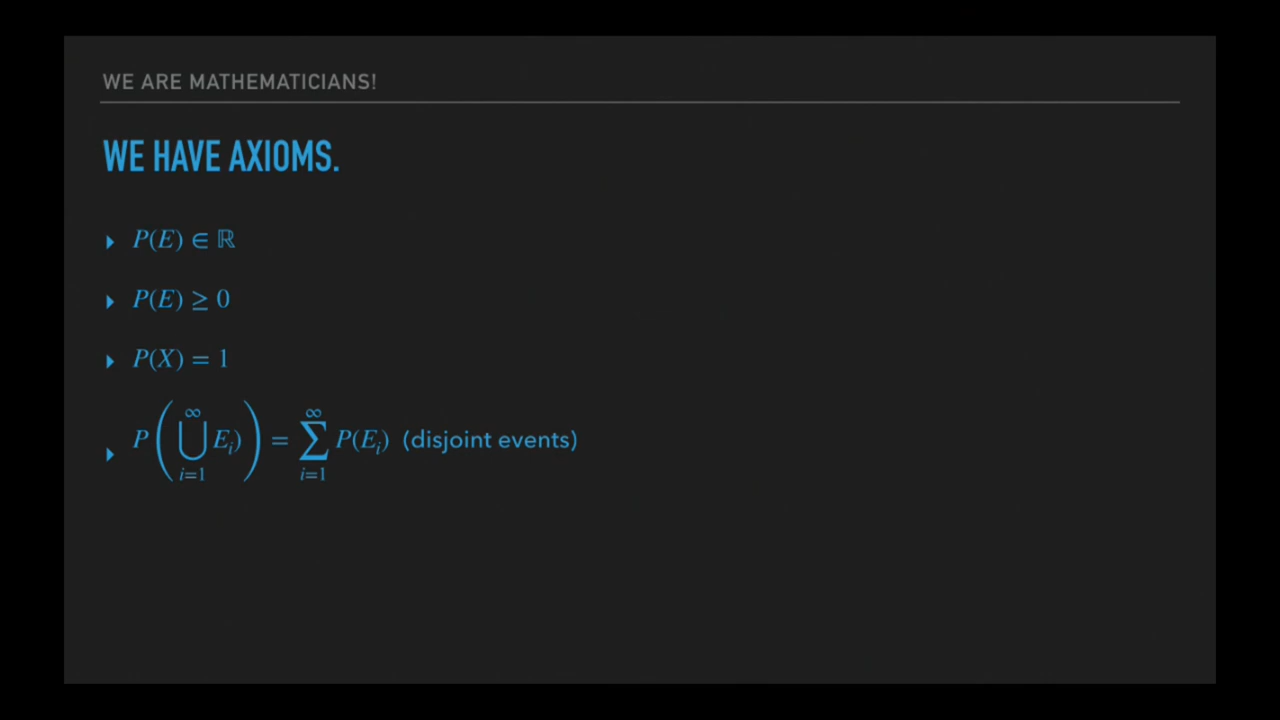 WE ARE MATHEMATICIANS!
WE HAVE AXIOMS.
▸ P(E) ∈ ℝ
▸ P(E) ≥ 0
▸ P(X) = 1
▸ P(⋃_{i=1}^{∞} E_i)) = ∑_{i=1}^{∞} P(E_i) (disjoint events)